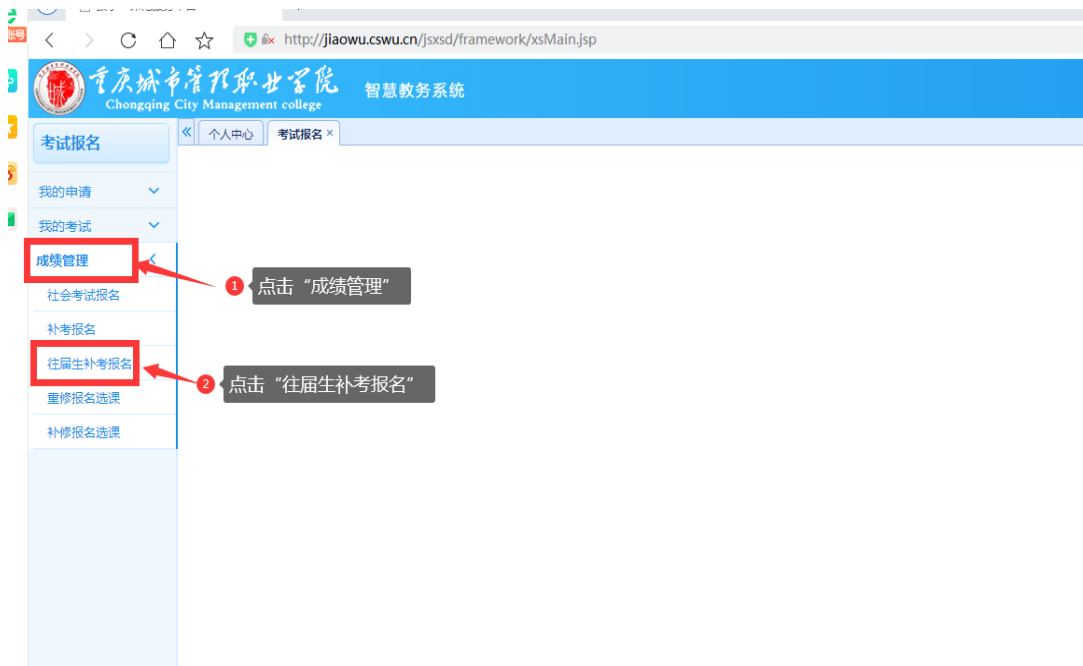 http://jiaowu.cswu.cn/jsxsd/framework/xsMain.jsp
重庆城市管理职业学院
Chongqing City Management college
智慧教务系统
考试报名
个人中心
考试报名
我的申请
我的考试
成绩管理
1 点击“成绩管理”
社会考试报名
补考报名
往届生补考报名
2 点击“往届生补考报名”
重修报名选课
补修报名选课